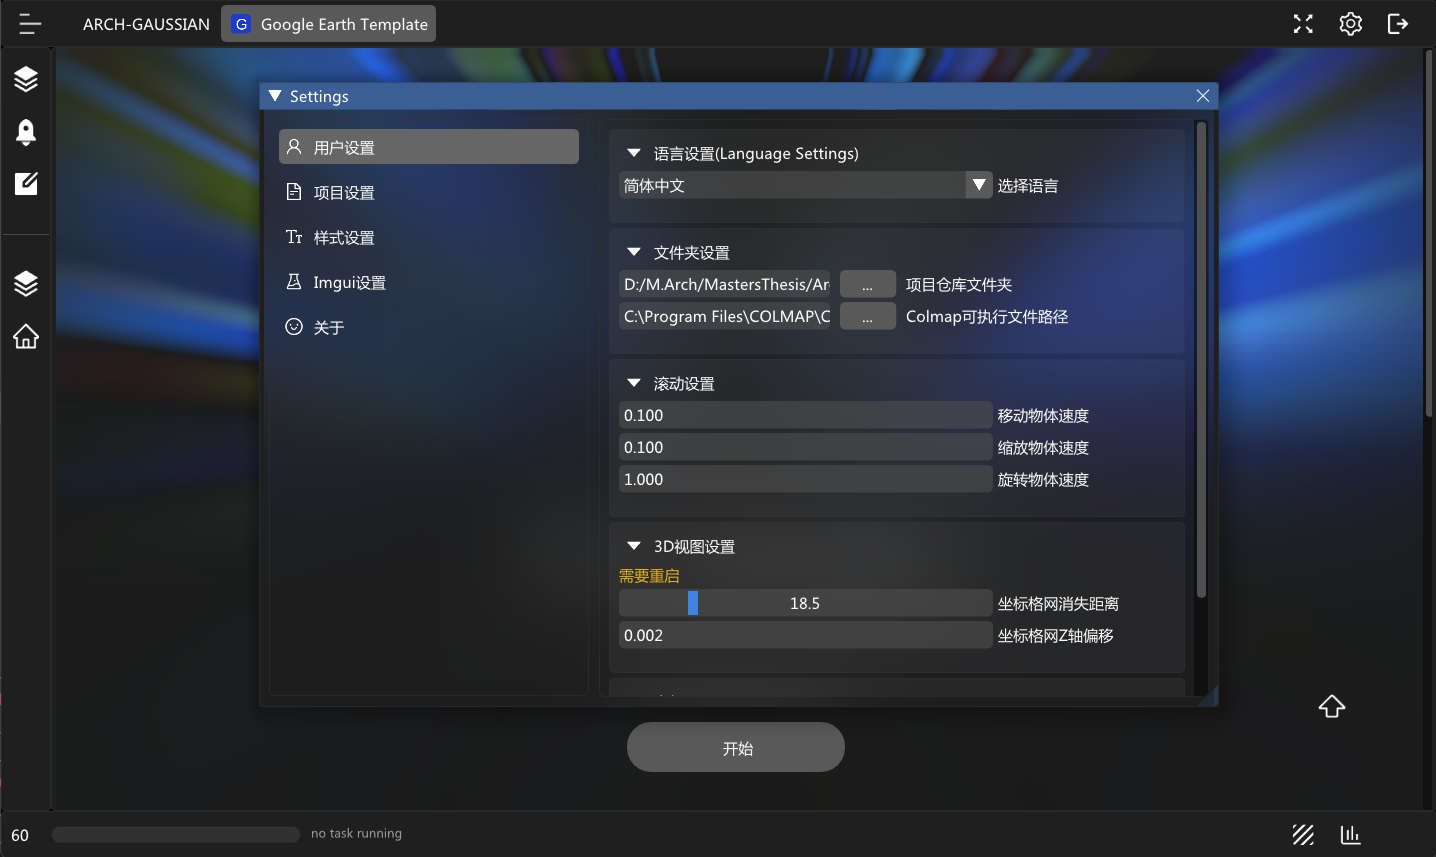 ARCH-GAUSSIAN
G Google Earth Template
Settings
用户设置
项目设置
样式设置
Imgui设置
关于
语言设置(Language Settings)
简体中文 选择语言
文件夹设置
D:/M.Arch/MastersThesis/Ar ... 项目仓库文件夹
C:\Program Files\COLMAP\C ... Colmap可执行文件路径
滚动设置
0.100 移动物体速度
0.100 缩放物体速度
1.000 旋转物体速度
3D视图设置
需要重启
18.5 坐标格网消失距离
0.002 坐标格网Z轴偏移
开始
60 no task running